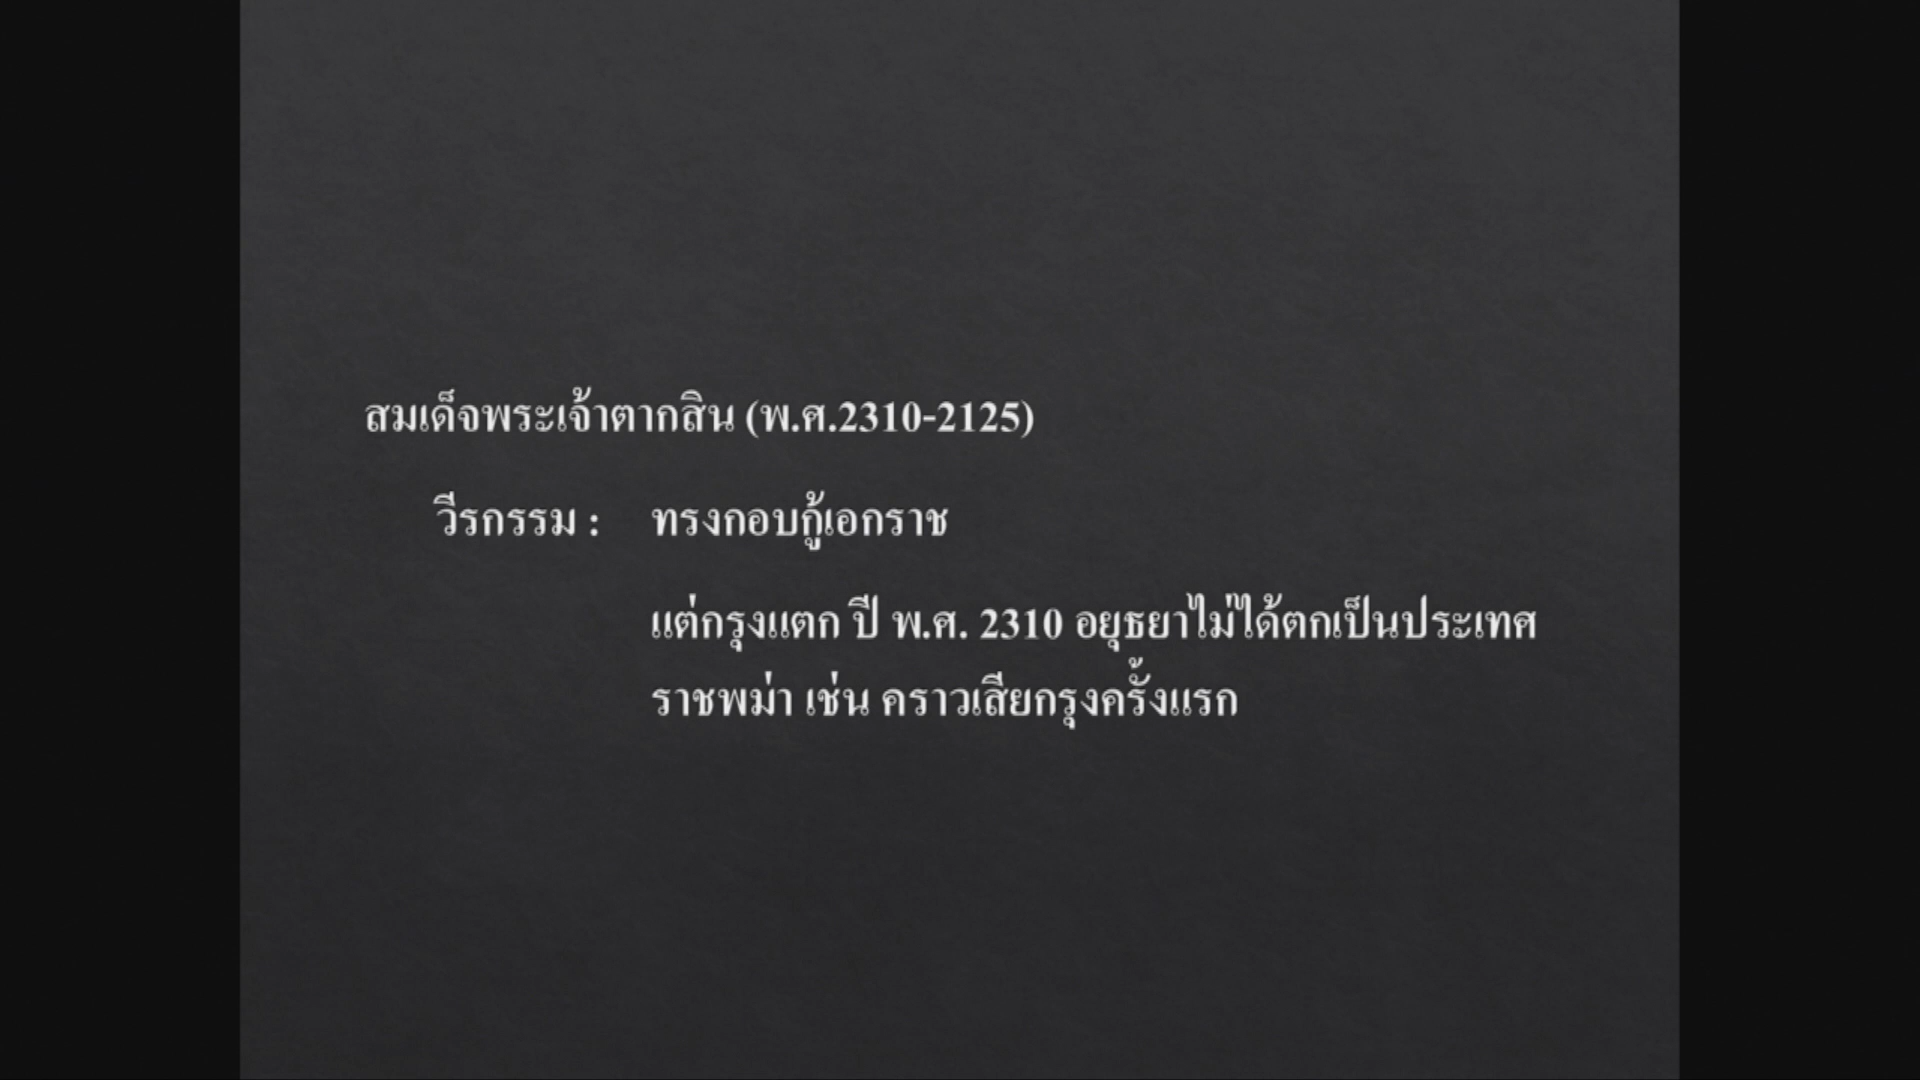 สมเด็จพระเจ้าตากสิน (พ.ศ.2310-2125)
วีรกรรม : ทรงกอบกู้เอกราช
แต่กรุงแตก ปี พ.ศ. 2310 อยุธยาไม่ได้ตกเป็นประเทศ
ราชพม่า เช่น คราวเสียกรุงครั้งแรก